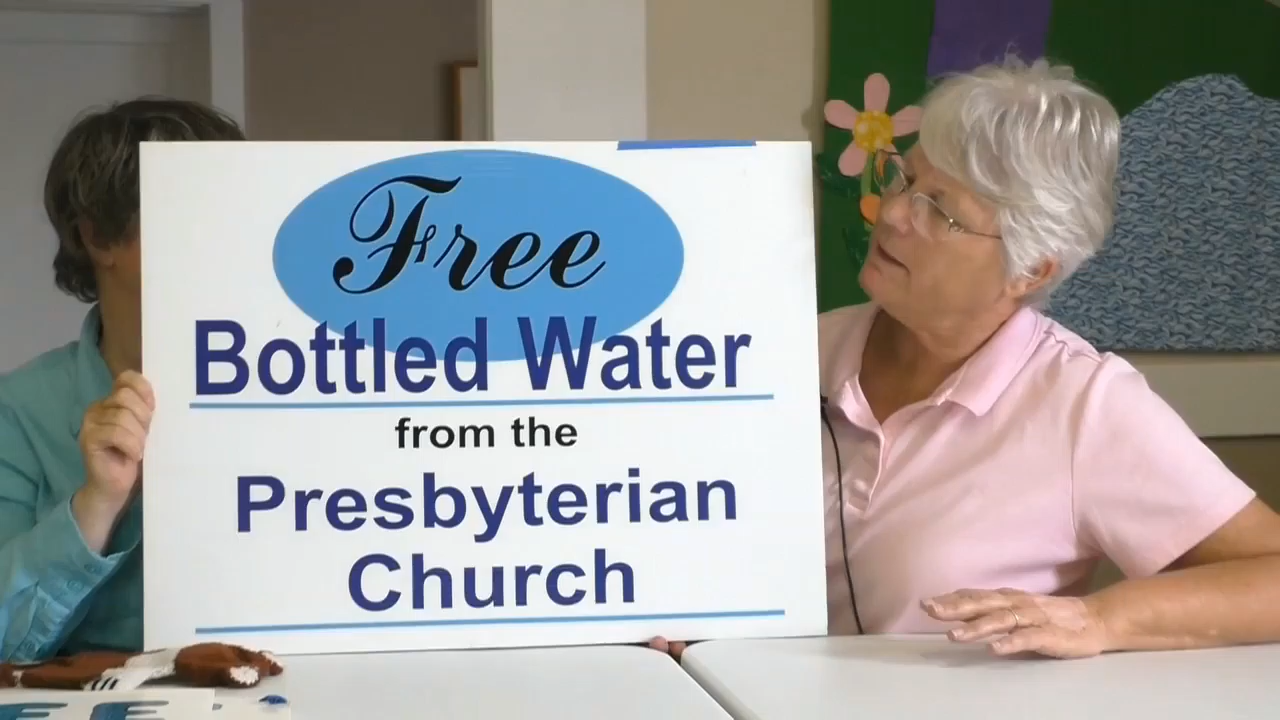 Free
Bottled Water
from the
Presbyterian
Church